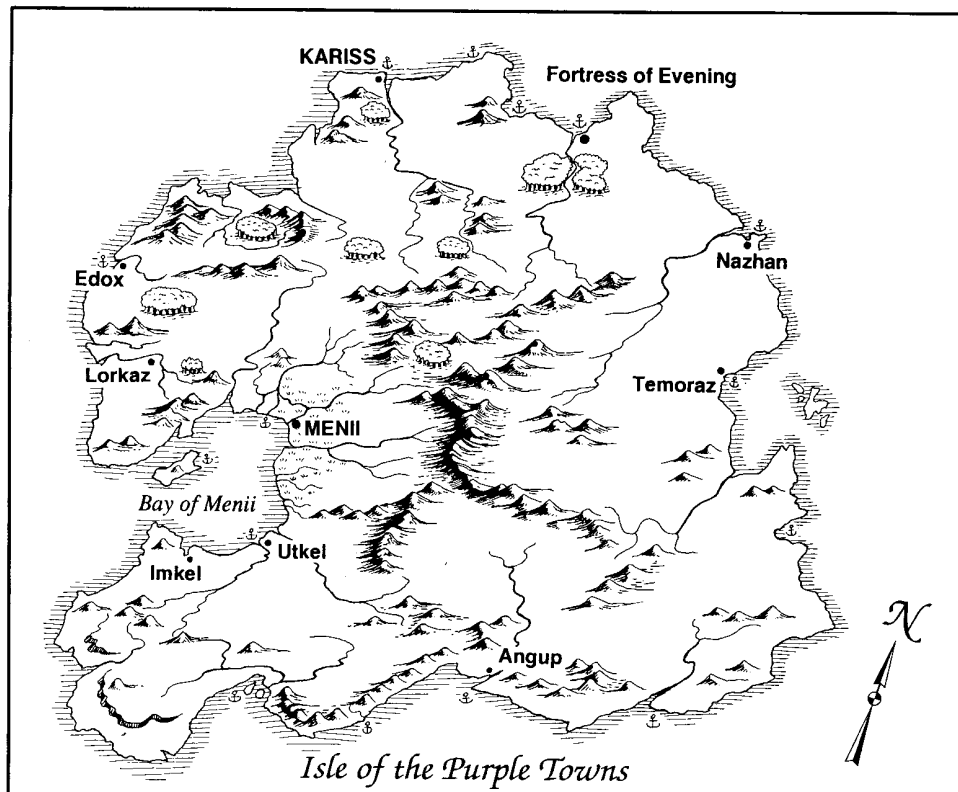 KARISS
Fortress of Evening
Nazhan
Edox
Lorkaz
Temoraz
MENII
Bay of Menii
Utkel
Imkel
Angup
N
Isle of the Purple Towns